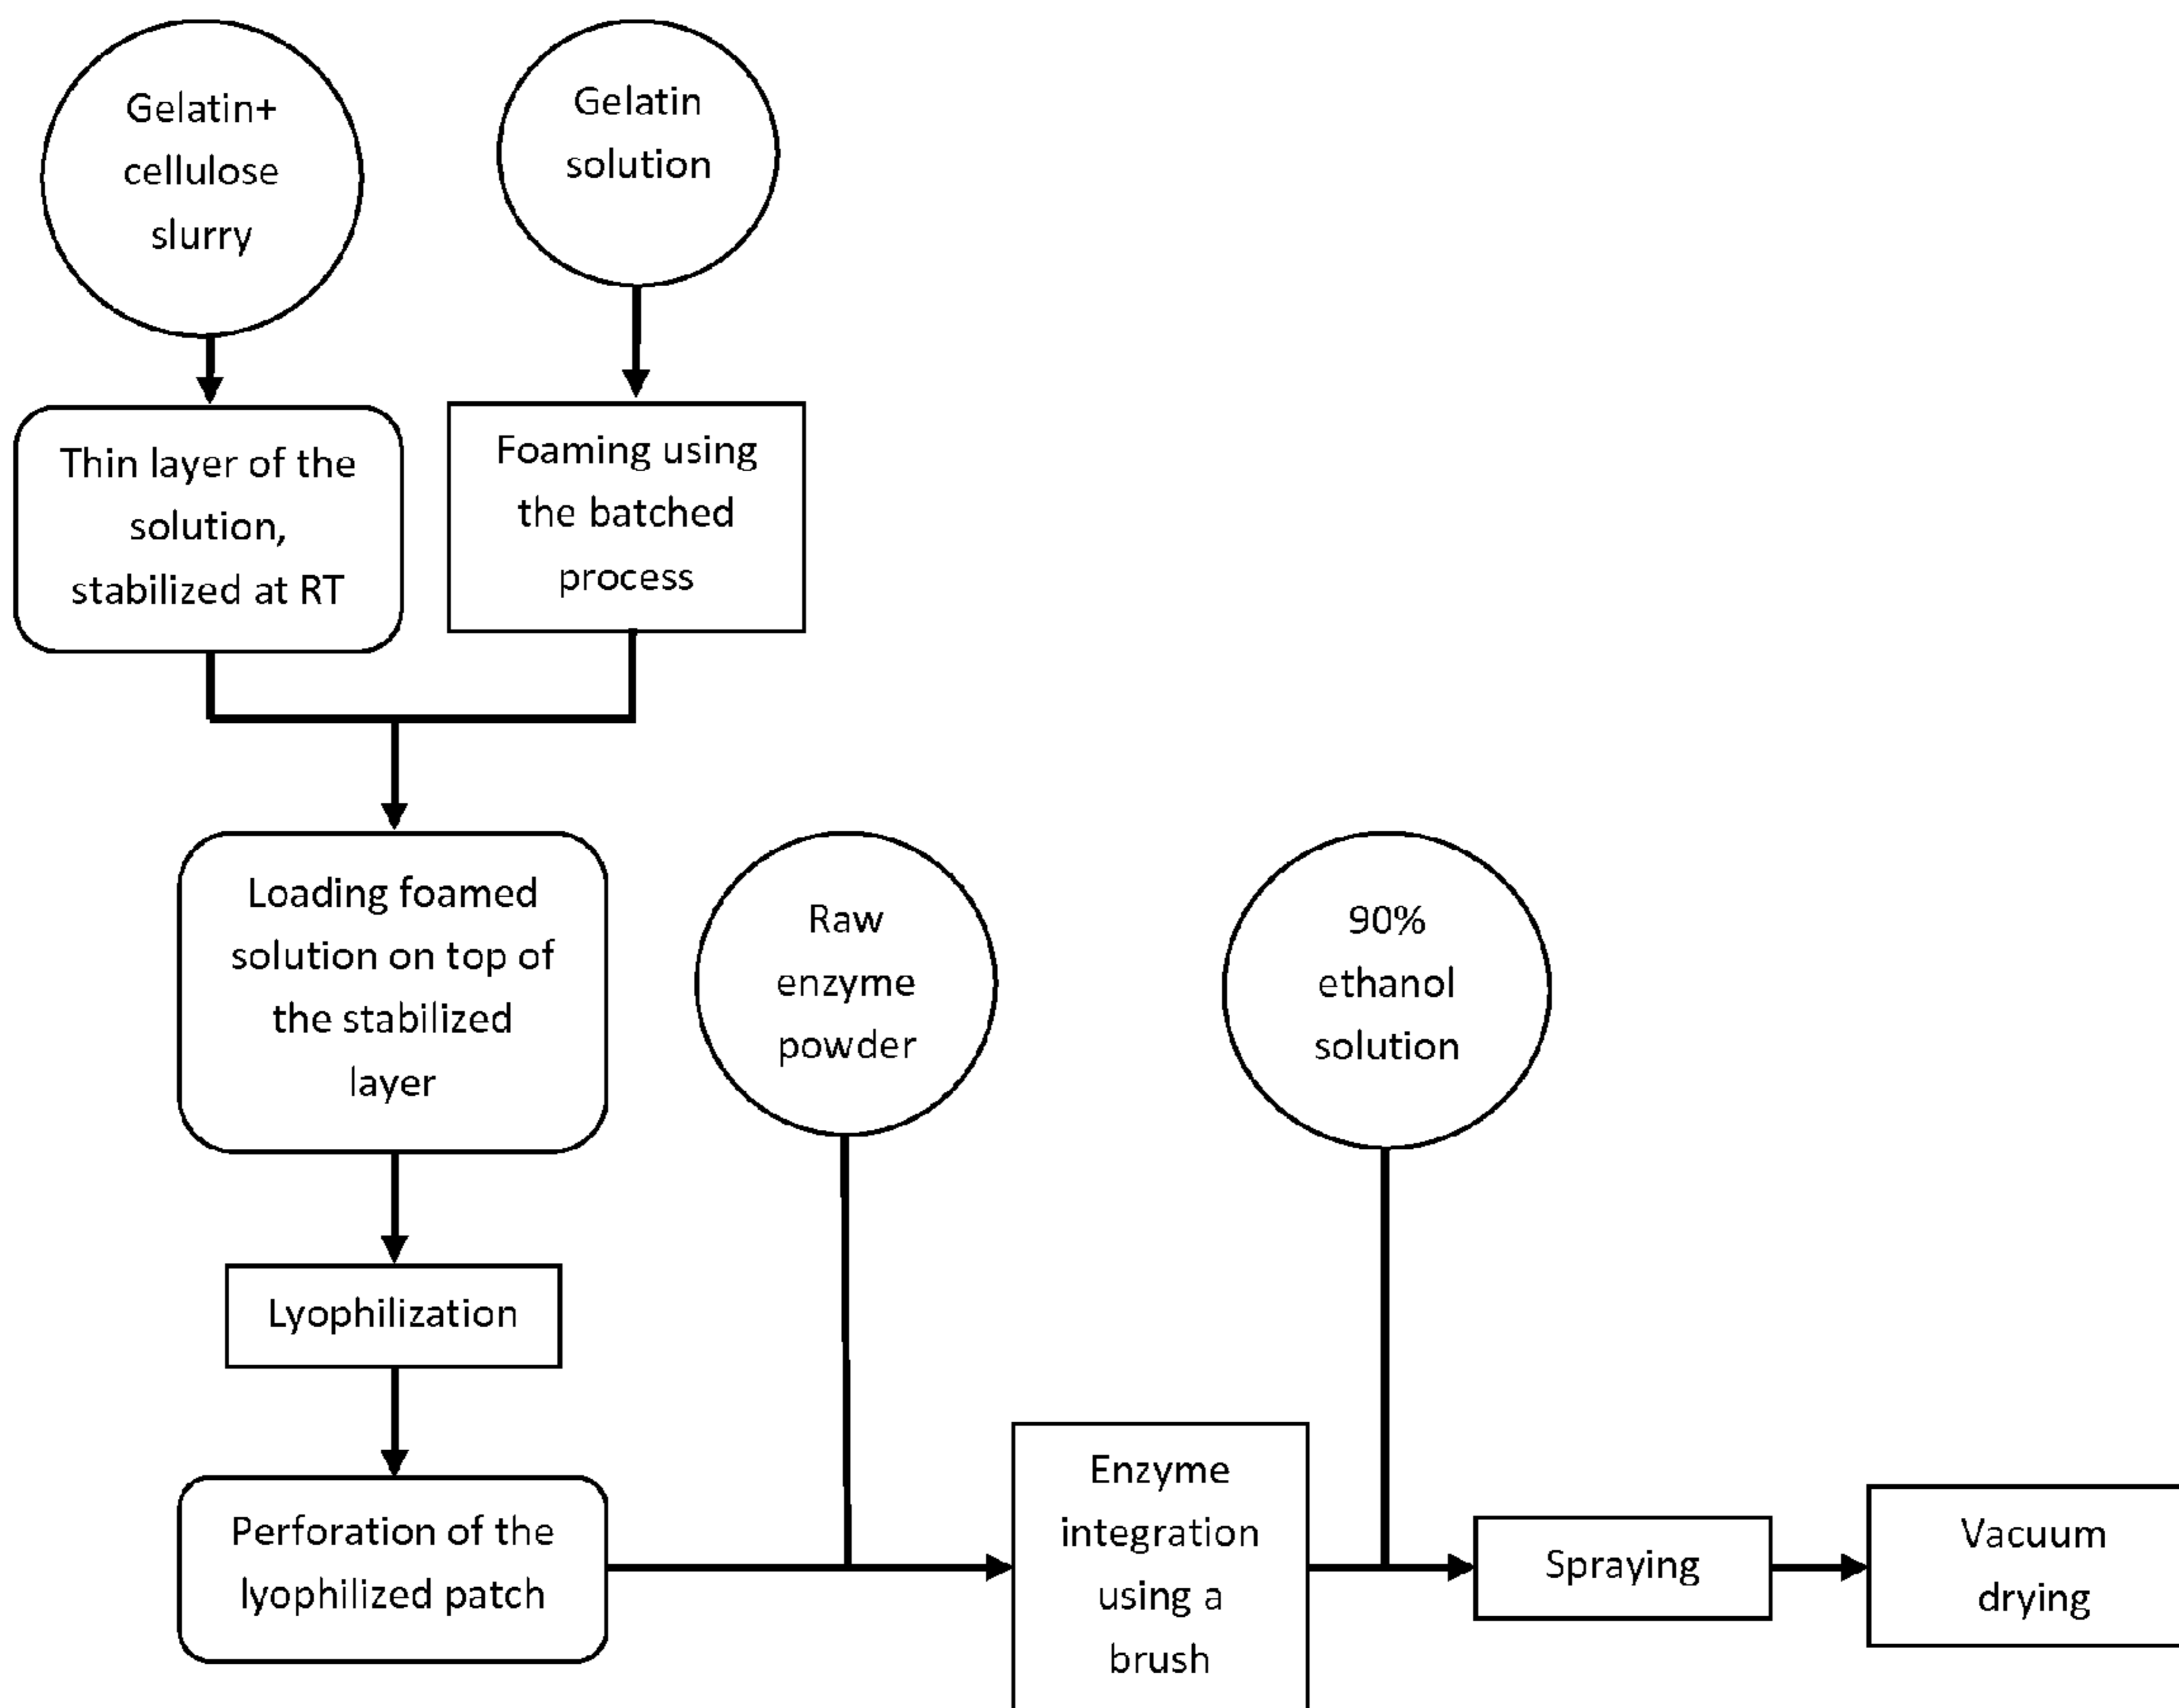 Gelatin+
cellulose
slurry
Gelatin
solution
Thin layer of the
solution,
stabilized at RT
Foaming using
the batched
process
Loading foamed
solution on top of
the stabilized
layer
Raw
enzyme
powder
90%
ethanol
solution
Lyophilization
Perforation of the
lyophilized patch
Enzyme
integration
using a
brush
Spraying
Vacuum
drying